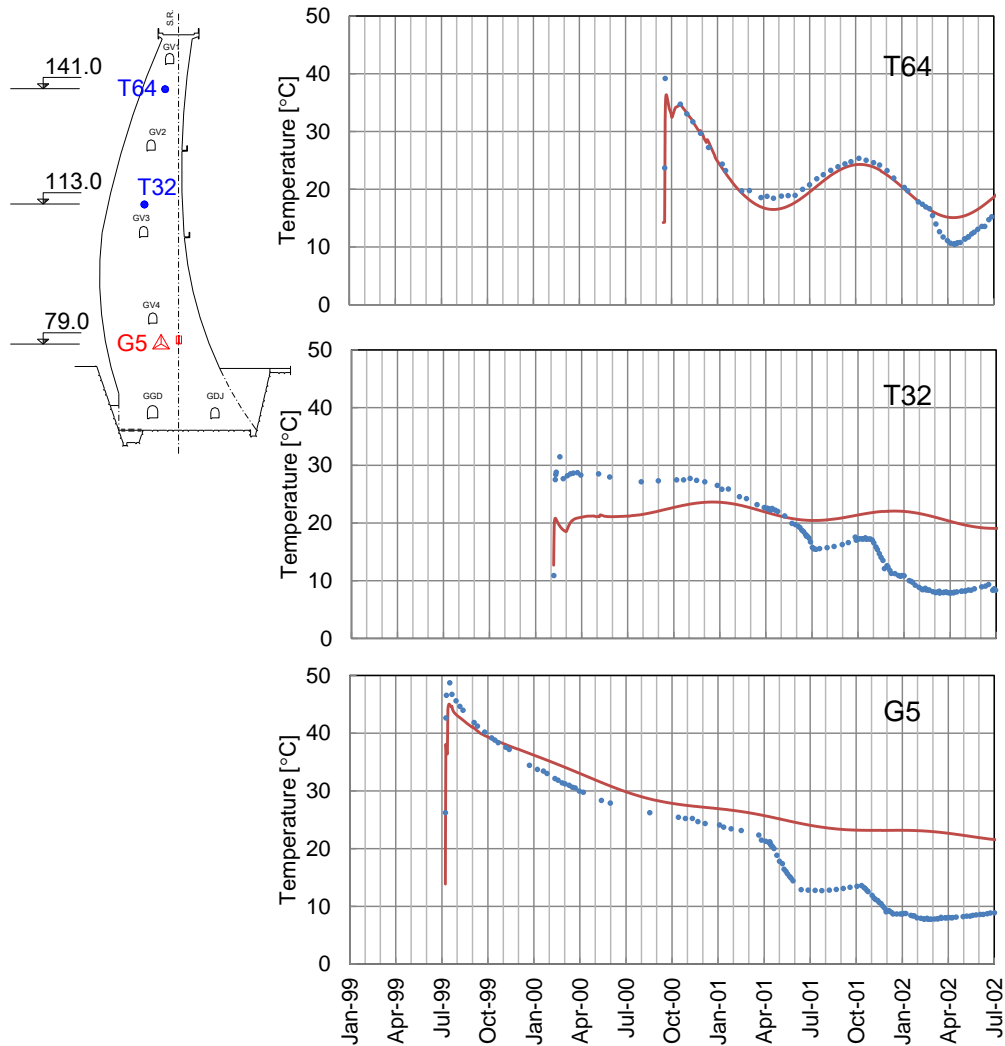 S.R.
GV1
141.0
T64
GV2
113.0
T32
GV3
GV4
79.0
G5
GGD
GDJ
T64
Temperature [°C]
50
40
30
20
10
0
T32
Temperature [°C]
50
40
30
20
10
0
G5
Temperature [°C]
50
40
30
20
10
0
Jan-99
Apr-99
Jul-99
Oct-99
Jan-00
Apr-00
Jul-00
Oct-00
Jan-01
Apr-01
Jul-01
Oct-01
Jan-02
Apr-02
Jul-02